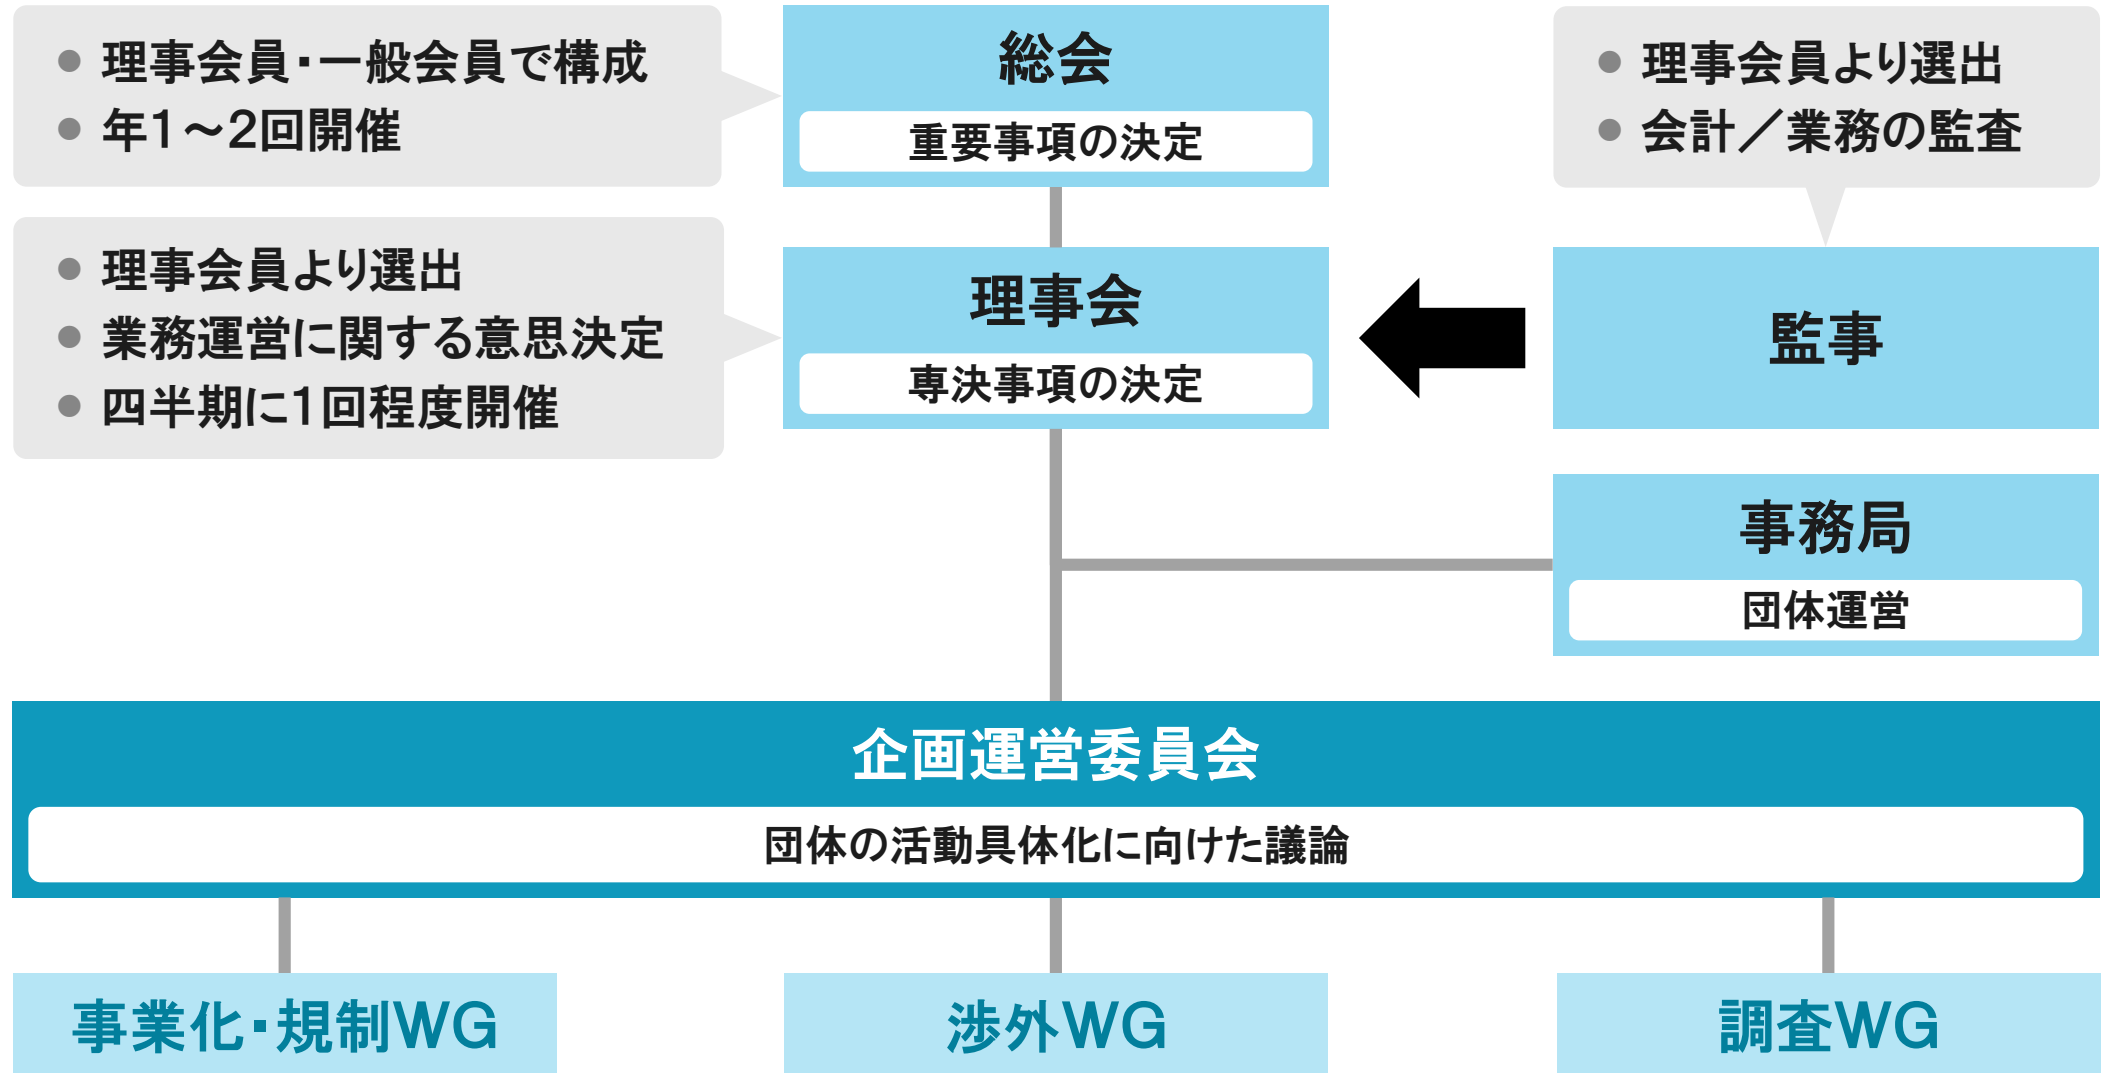 ● 理事会員・一般会員で構成
● 年1～2回開催
総会
重要事項の決定
● 理事会員より選出
● 会計／業務の監査
● 理事会員より選出
● 業務運営に関する意思決定
● 四半期に1回程度開催
理事会
専決事項の決定
監事
事務局
団体運営
企画運営委員会
団体の活動具体化に向けた議論
事業化・規制WG
渉外WG
調査WG